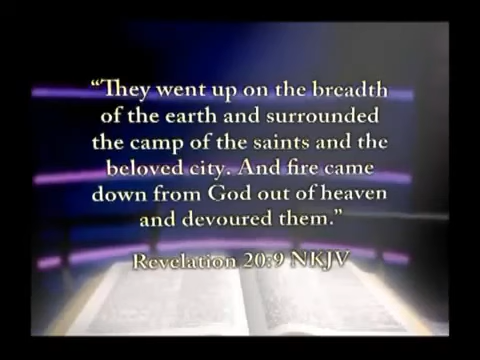 “They went up on the breadth
of the earth and surrounded
the camp of the saints and the
beloved city. And fire came
down from God out of heaven
and devoured them.”
Revelation 20:9 NKJV